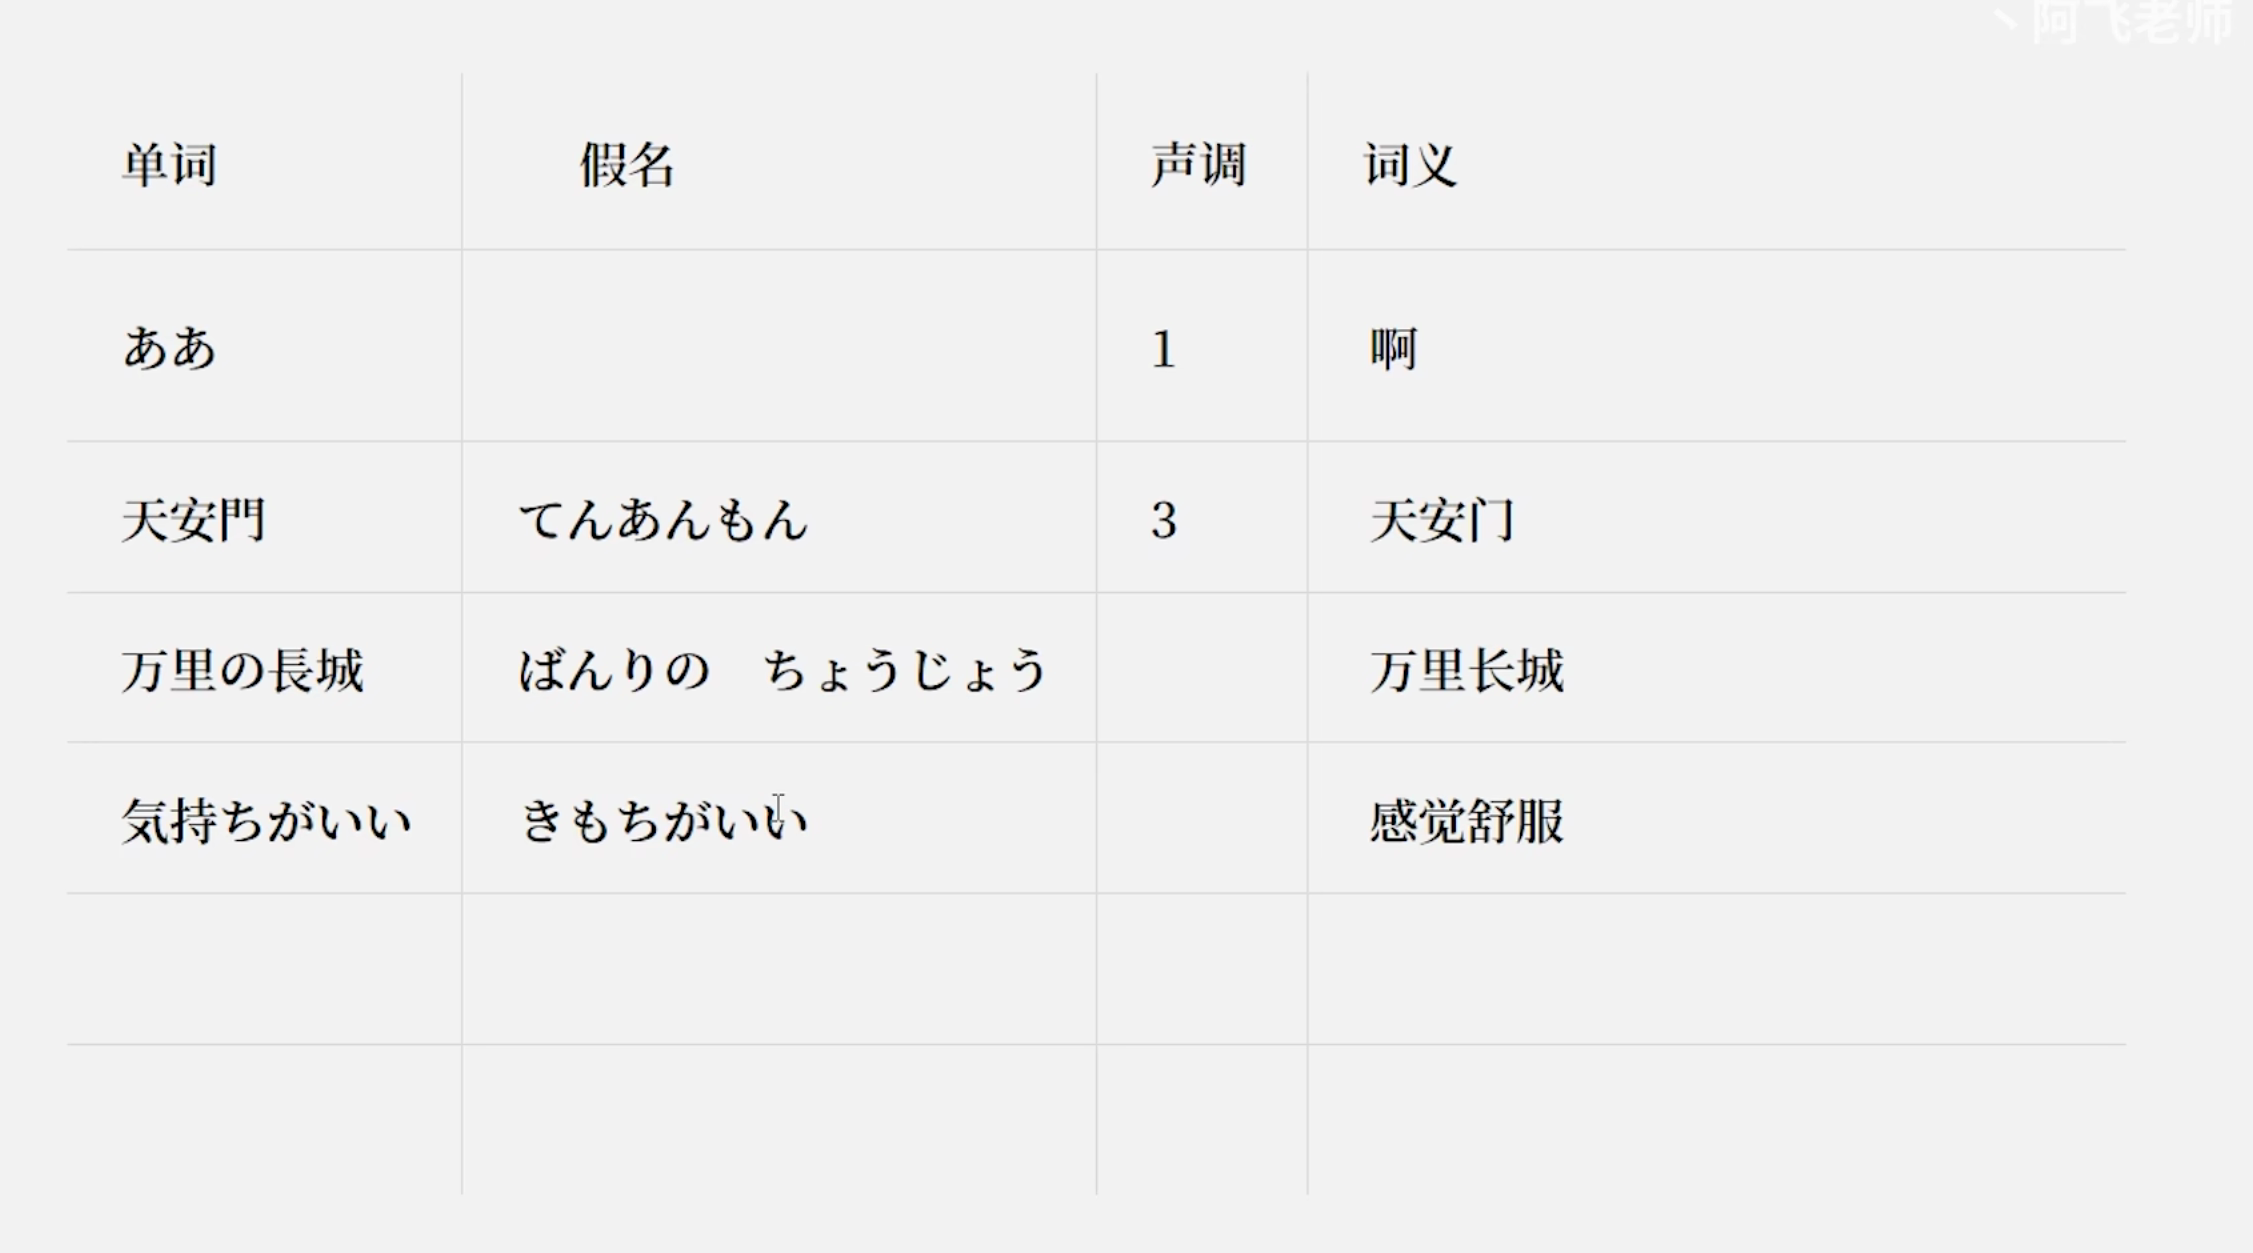 丶阿飞老师
单词 假名 声调 词义
ああ 1 啊
天安門 てんあんもん 3 天安门
万里の長城 ばんりの　ちょうじょう 万里长城
気持ちがいい きもちがいい 感觉舒服